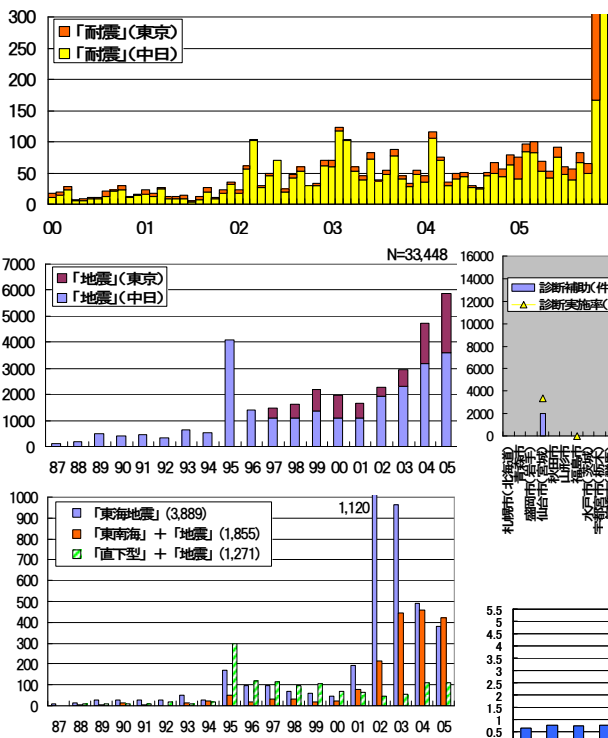 300
250
200
150
100
50
0
「耐震」(東京)
「耐震」(中日)
00 01 02 03 04 05
N=33,448
7000
6000
5000
4000
3000
2000
1000
0
「地震」(東京)
「地震」(中日)
87 88 89 90 91 92 93 94 95 96 97 98 99 00 01 02 03 04 05
16000
14000
12000
10000
8000
6000
4000
2000
0
診断補助(件
診断実施率(
札幌市(北海道)
青森市
盛岡市(岩手)
仙台市(宮城)
秋田市
山形市
福島市
水戸市(茨城)
宇都宮市(栃木)
1000
900
800
700
600
500
400
300
200
100
0
「東海地震」(3,889)
「東南海」+「地震」(1,855)
「直下型」+「地震」(1,271)
1,120
87 88 89 90 91 92 93 94 95 96 97 98 99 00 01 02 03 04 05
5.5
5
4.5
4
3.5
3
2.5
2
1.5
1
0.5